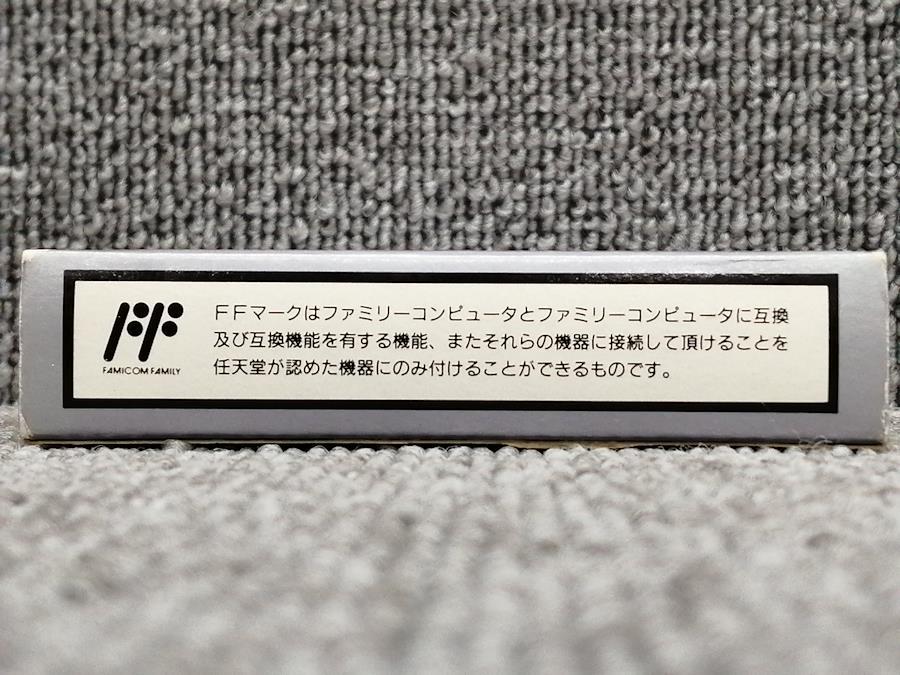 FAMICOM FAMILY
FFマークはファミリーコンピュータとファミリーコンピュータに互換
及び互換機能を有する機能、またそれらの機器に接続して頂けることを
任天堂が認めた機器にのみ付けることができるものです。